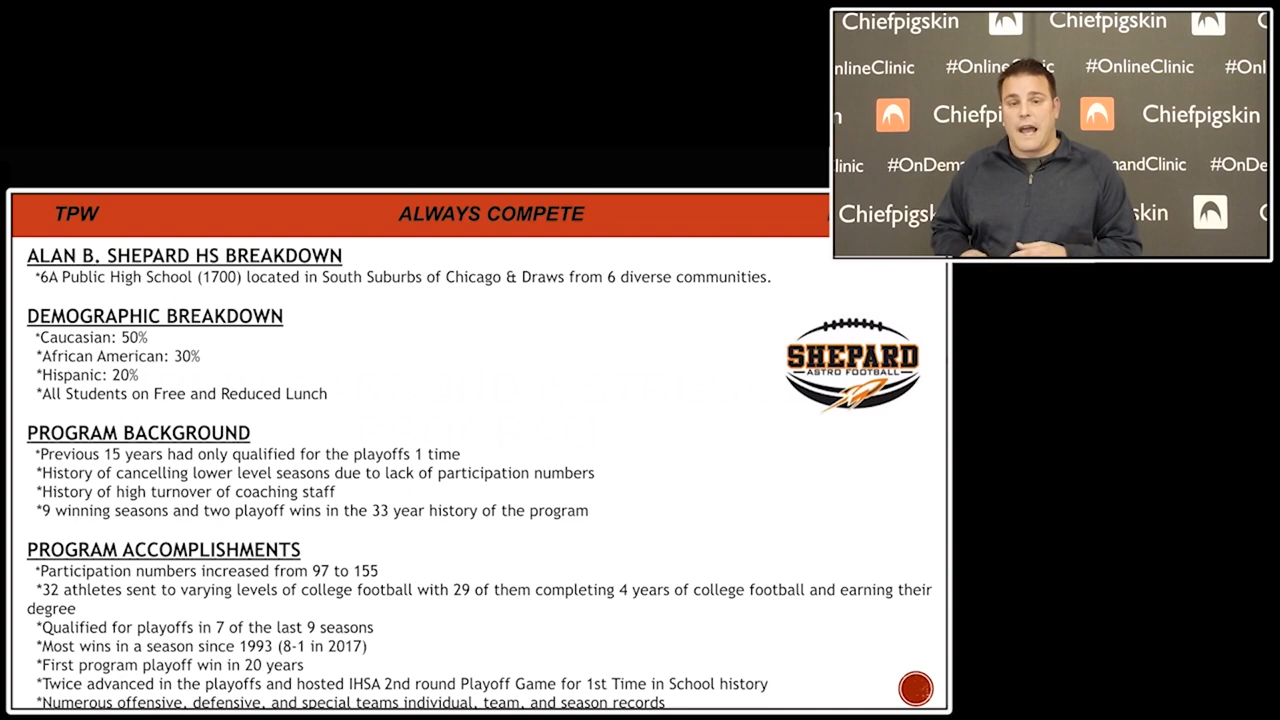 Chiefpigskin Chiefpigskin
nlineClinic #OnlineClinic #OnlineClinic #Onl
Chiefpigskin Chiefpigskin
linic #OnDema mandClinic #OnDe
Chiefpigski skin
TPW ALWAYS COMPETE
ALAN B. SHEPARD HS BREAKDOWN
*6A Public High School (1700) located in South Suburbs of Chicago & Draws from 6 diverse communities.
DEMOGRAPHIC BREAKDOWN
*Caucasian: 50%
*African American: 30%
*Hispanic: 20%
*All Students on Free and Reduced Lunch
SHEPARD
ASTRO FOOTBALL
PROGRAM BACKGROUND
*Previous 15 years had only qualified for the playoffs 1 time
*History of cancelling lower level seasons due to lack of participation numbers
*History of high turnover of coaching staff
*9 winning seasons and two playoff wins in the 33 year history of the program
PROGRAM ACCOMPLISHMENTS
*Participation numbers increased from 97 to 155
*32 athletes sent to varying levels of college football with 29 of them completing 4 years of college football and earning their
degree
*Qualified for playoffs in 7 of the last 9 seasons
*Most wins in a season since 1993 (8-1 in 2017)
*First program playoff win in 20 years
*Twice advanced in the playoffs and hosted IHSA 2nd round Playoff Game for 1st Time in School history
*Numerous offensive, defensive, and special teams individual, team, and season records